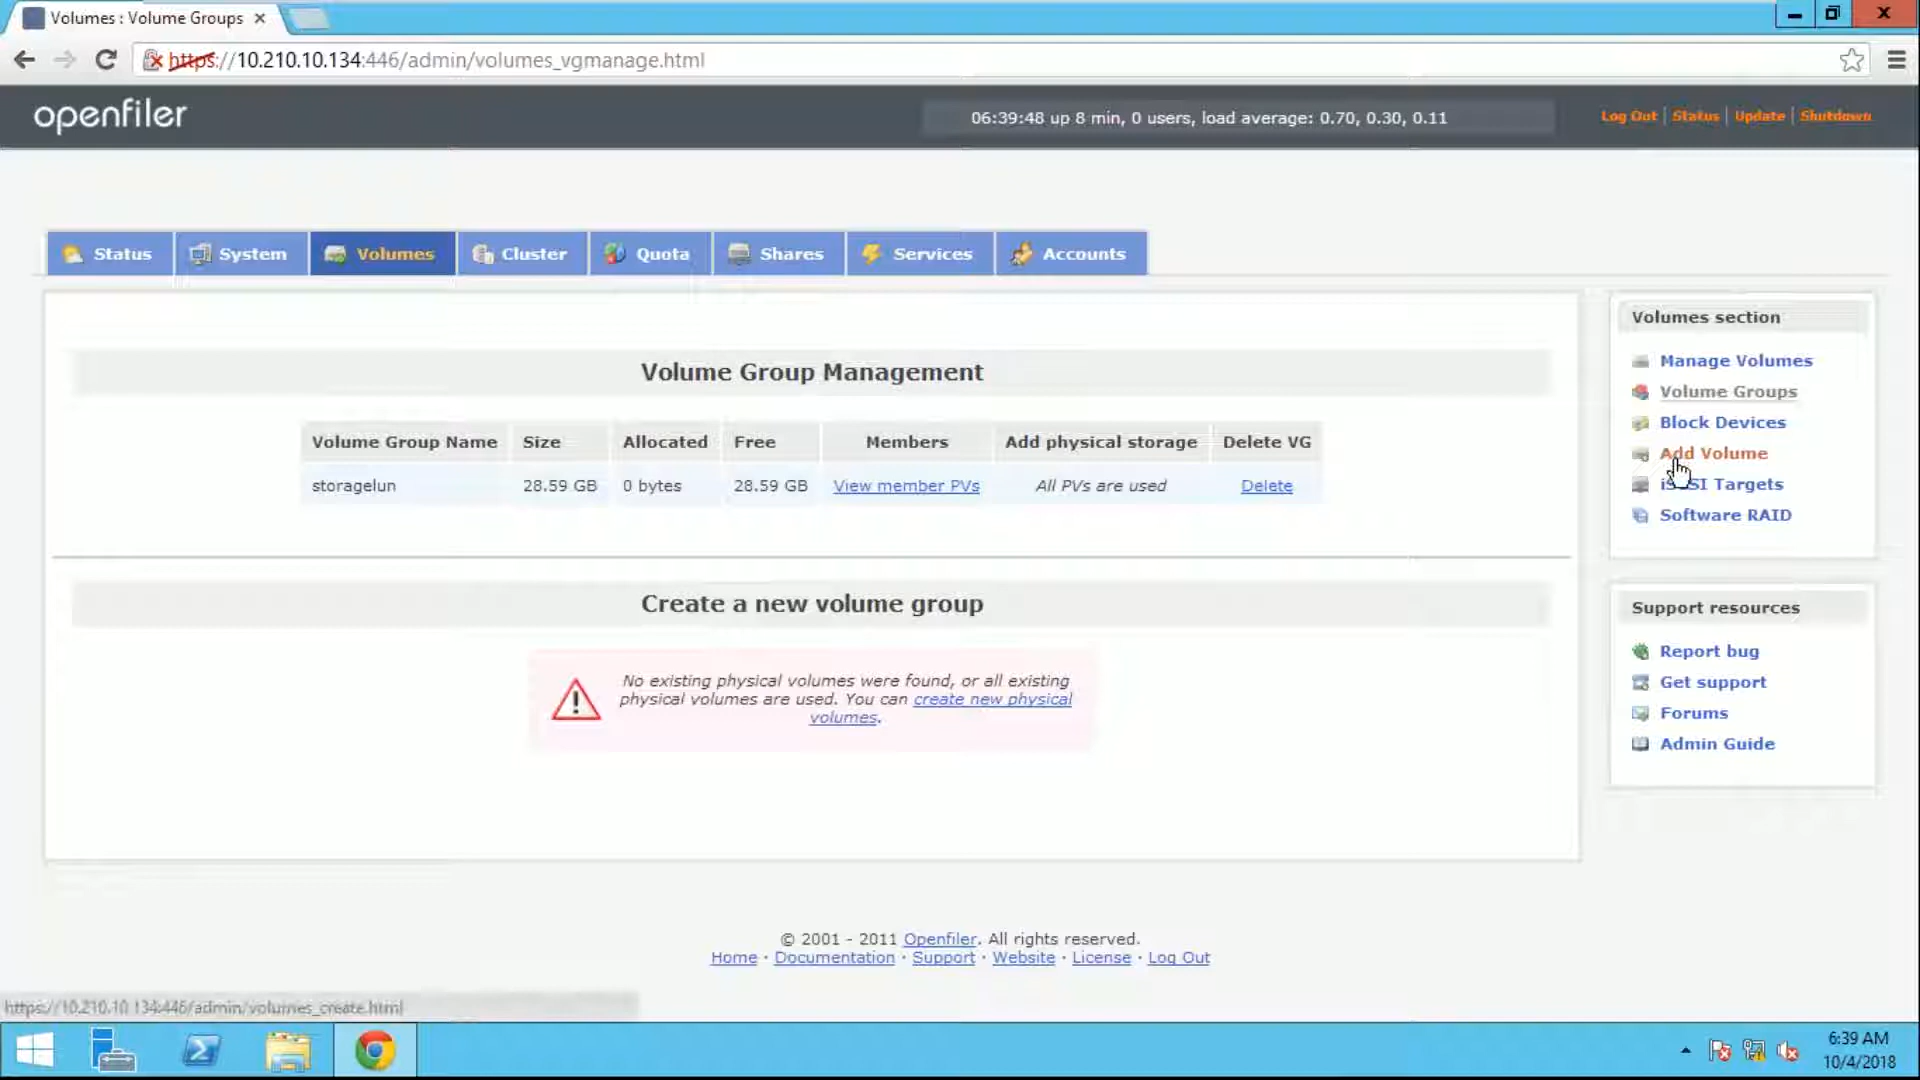 Volumes : Volume Groups
https://10.210.10.134:446/admin/volumes_vgmanage.html
openfiler
06:39:48 up 8 min, 0 users, load average: 0.70, 0.30, 0.11
Log Out | Status | Update | Shutdown
Status
System
Volumes
Cluster
Quota
Shares
Services
Accounts
Volume Group Management
Volume Group Name Size Allocated Free Members Add physical storage Delete VG
storagelun 28.59 GB 0 bytes 28.59 GB View member PVs All PVs are used Delete
Create a new volume group
No existing physical volumes were found, or all existing
physical volumes are used. You can create new physical
volumes.
Volumes section
Manage Volumes
Volume Groups
Block Devices
Add Volume
iSCSI Targets
Software RAID
Support resources
Report bug
Get support
Forums
Admin Guide
© 2001 - 2011 Openfiler. All rights reserved.
Home · Documentation · Support · Website · License · Log Out
https://10.210.10.134:446/admin/volumes_create.html
6:39 AM
10/4/2018